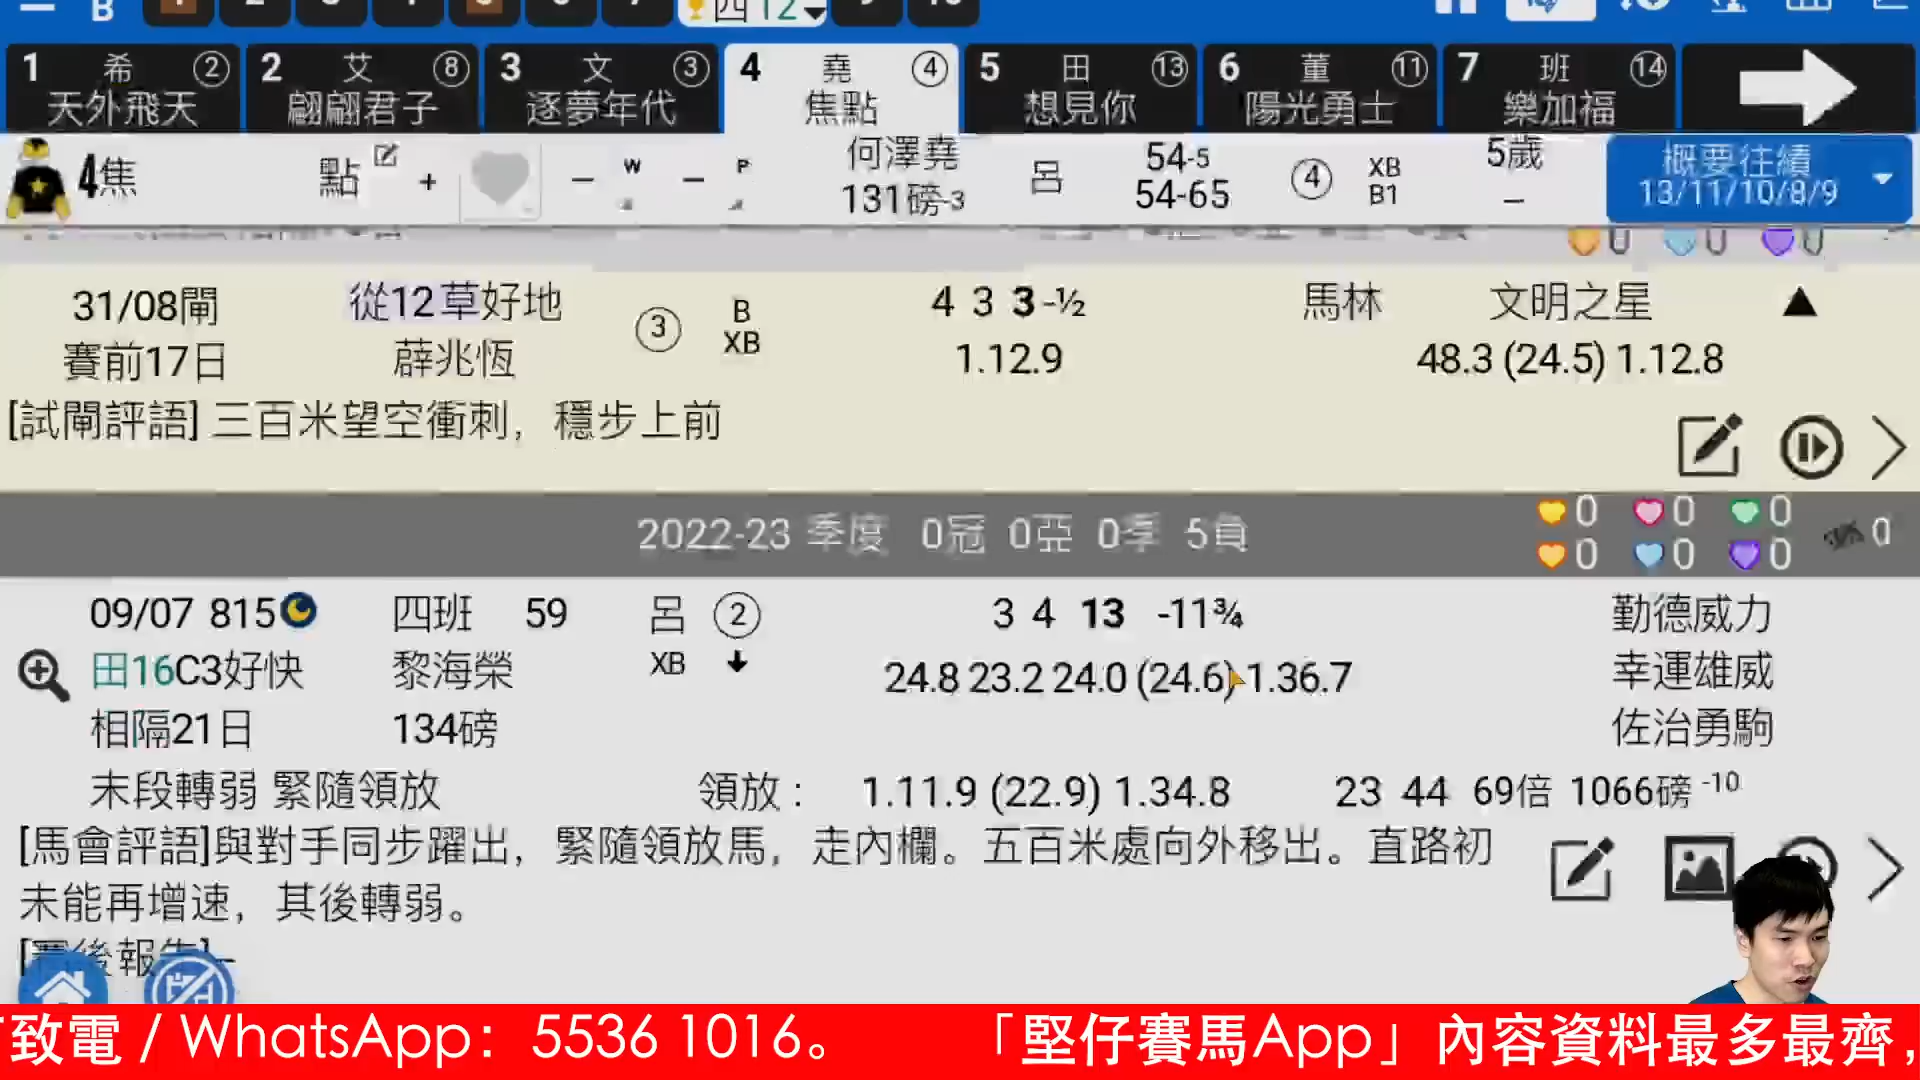 B 四12
1 希 ② 2 艾 ⑧ 3 文 ③ 4 堯 ④ 5 田 ⑬ 6 董 ⑪ 7 班 ⑭
天外飛天 翩翩君子 逐夢年代 焦點 想見你 陽光勇士 樂加福
4焦 點 + – W – P 何澤堯 131磅-3 呂 54-5 54-65 ④ XB B1 5歲 – 概要往績 13/11/10/8/9
0 0 0
31/08閘 從12草好地 ③ B 4 3 3-½ 馬林 文明之星 ▲
賽前17日 薛兆恆 XB 1.12.9 48.3 (24.5) 1.12.8
[試閘評語] 三百米望空衝刺，穩步上前
2022-23 季度 0冠 0亞 0季 5負 0 0 0 0 0 0 0
09/07 815 四班 59 呂 ② 3 4 13 -11¾ 勤德威力
田16C3好快 黎海榮 XB 24.8 23.2 24.0 (24.6) 1.36.7 幸運雄威
相隔21日 134磅 佐治勇駒
末段轉弱 緊隨領放 領放： 1.11.9 (22.9) 1.34.8 23 44 69倍 1066磅 -10
[馬會評語]與對手同步躍出，緊隨領放馬，走內欄。五百米處向外移出。直路初
未能再增速，其後轉弱。
致電 / WhatsApp：5536 1016。 「堅仔賽馬App」內容資料最多最齊，